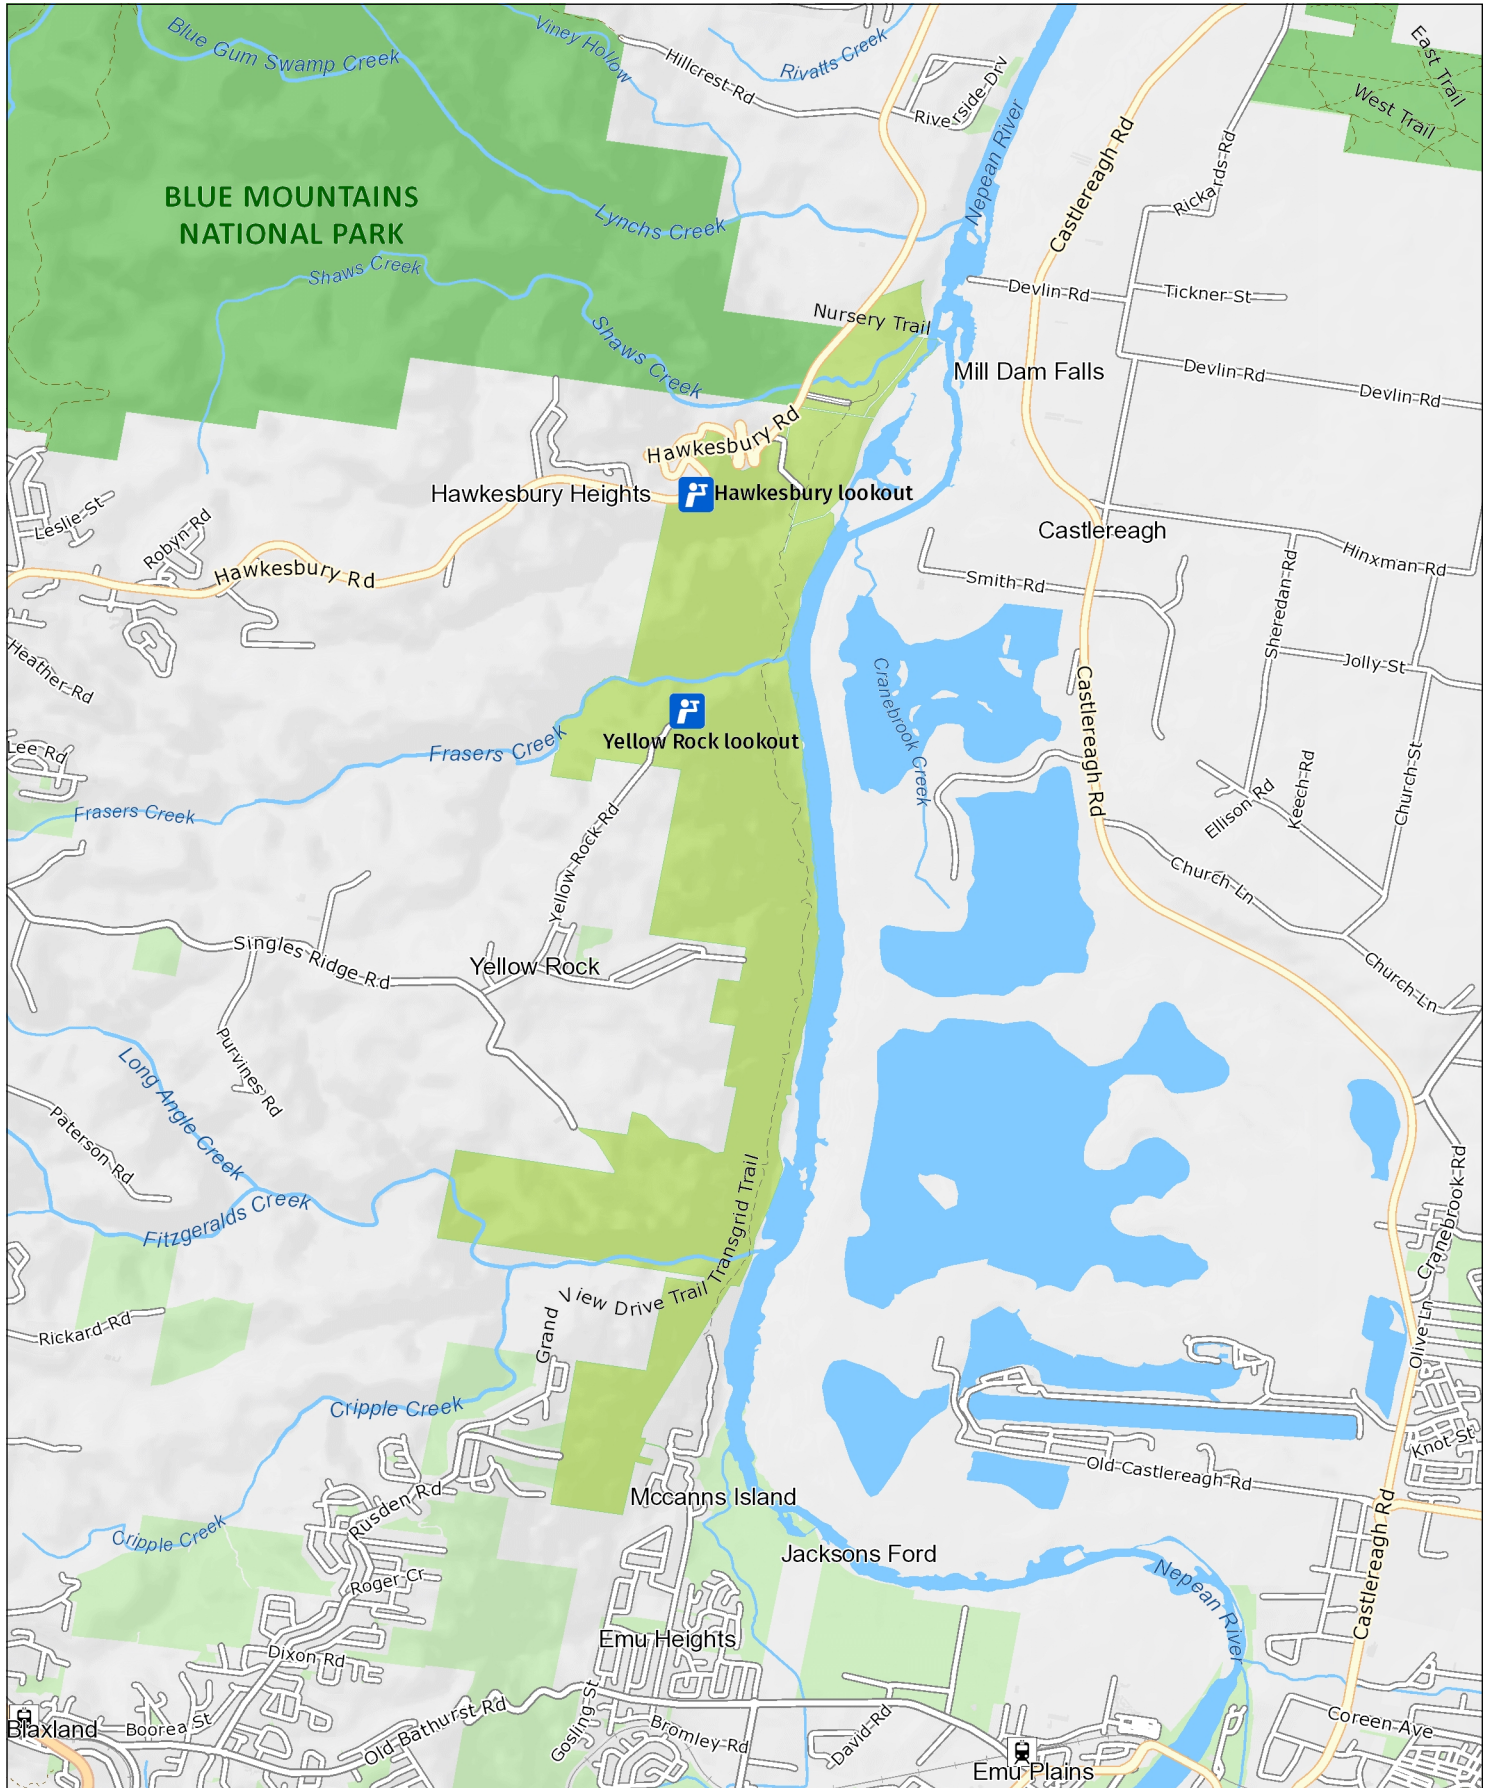 Blue Gum Swamp Creek
Viney Hollow
Hillcrest Rd
Rivatts Creek
Riverside Drv
Nepean River
Castlereagh Rd
East Trail
West Trail
Rickards Rd
BLUE MOUNTAINS
NATIONAL PARK
Lynchs Creek
Shaws Creek
Shaws Creek
Nursery Trail
Devlin Rd
Tickner St
Mill Dam Falls
Devlin Rd
Devlin Rd
Hawkesbury Rd
Hawkesbury Heights
Hawkesbury lookout
Leslie St
Robyn Rd
Hawkesbury Rd
Castlereagh
Hinxman Rd
Smith Rd
Sheredan Rd
Jolly St
Heather Rd
Cranebrook Creek
Castlereagh Rd
Lee Rd
Frasers Creek
Yellow Rock lookout
Frasers Creek
Yellow Rock Rd
Ellison Rd
Keech Rd
Church St
Church Ln
Church Ln
Singles Ridge Rd
Yellow Rock
Purvines Rd
Long Angle Creek
Paterson Rd
Fitzgeralds Creek
Transgrid Trail
Grand View Drive Trail
Cranebrook Rd
Olive Ln
Rickard Rd
Cripple Creek
Knot St
Old Castlereagh Rd
Rusden Rd
Mccanns Island
Cripple Creek
Castlereagh Rd
Jacksons Ford
Nepean River
Roger Cr
Emu Heights
Dixon Rd
Blaxland
Boorea St
Old Bathurst Rd
Gosling St
Bromley Rd
David Rd
Coreen Ave
Emu Plains